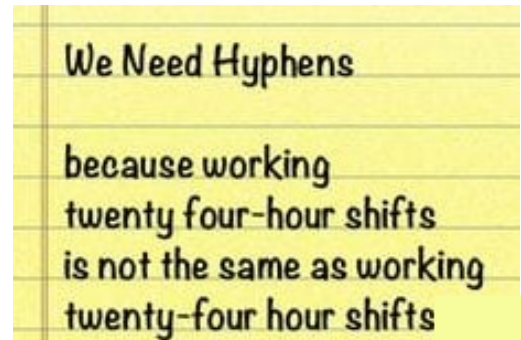 We Need Hyphens
because working
twenty four-hour shifts
is not the same as working
twenty-four hour shifts